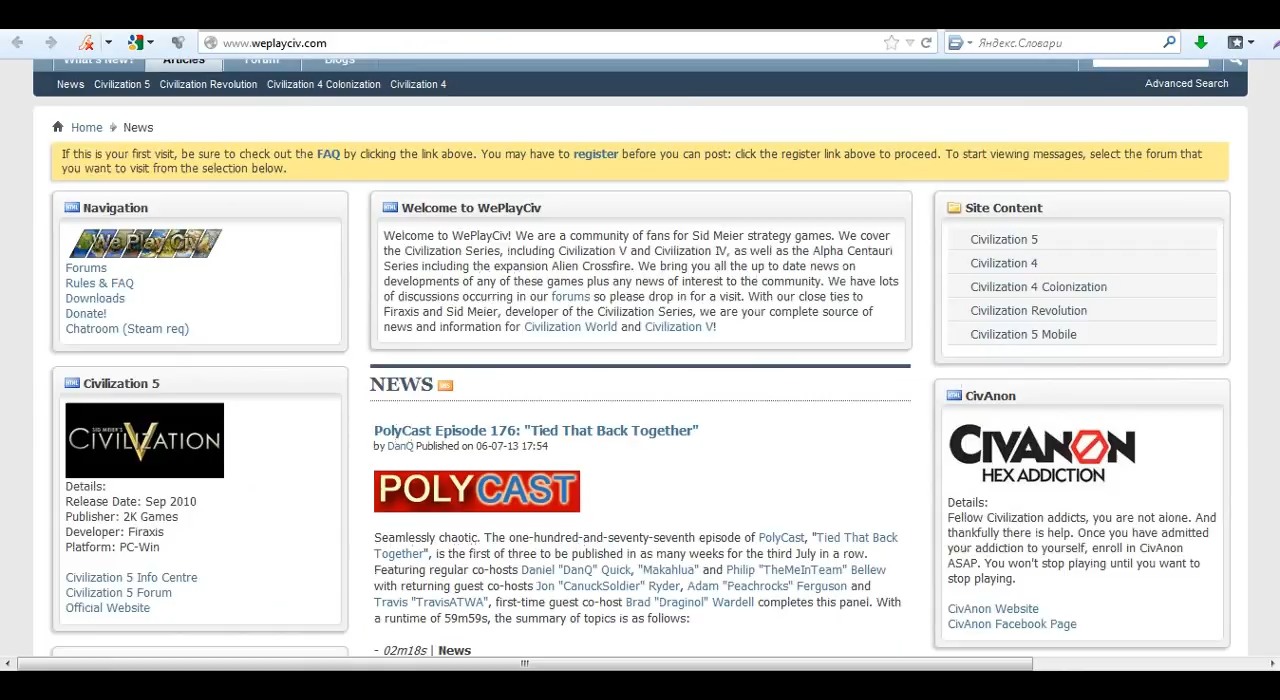 www.weplayciv.com
Яндекс.Словари
What's New? Articles Forum Blogs
News Civilization 5 Civilization Revolution Civilization 4 Colonization Civilization 4
Advanced Search
Home News
If this is your first visit, be sure to check out the FAQ by clicking the link above. You may have to register before you can post: click the register link above to proceed. To start viewing messages, select the forum that
you want to visit from the selection below.
Navigation
We Play Civ
Forums
Rules & FAQ
Downloads
Donate!
Chatroom (Steam req)
Civilization 5
SID MEIER'S
CIVILIZATION V
Details:
Release Date: Sep 2010
Publisher: 2K Games
Developer: Firaxis
Platform: PC-Win
Civilization 5 Info Centre
Civilization 5 Forum
Official Website
Welcome to WePlayCiv
Welcome to WePlayCiv! We are a community of fans for Sid Meier strategy games. We cover
the Civilization Series, including Civilization V and Civilization IV, as well as the Alpha Centauri
Series including the expansion Alien Crossfire. We bring you all the up to date news on
developments of any of these games plus any news of interest to the community. We have lots
of discussions occurring in our forums so please drop in for a visit. With our close ties to
Firaxis and Sid Meier, developer of the Civilization Series, we are your complete source of
news and information for Civilization World and Civilization V!
NEWS
PolyCast Episode 176: "Tied That Back Together"
by DanQ Published on 06-07-13 17:54
POLYCAST
Seamlessly chaotic. The one-hundred-and-seventy-seventh episode of PolyCast, "Tied That Back
Together", is the first of three to be published in as many weeks for the third July in a row.
Featuring regular co-hosts Daniel "DanQ" Quick, "Makahlua" and Philip "TheMeInTeam" Bellew
with returning guest co-hosts Jon "CanuckSoldier" Ryder, Adam "Peachrocks" Ferguson and
Travis "TravisATWA", first-time guest co-host Brad "Draginol" Wardell completes this panel. With
a runtime of 59m59s, the summary of topics is as follows:
- 02m18s | News
Site Content
Civilization 5
Civilization 4
Civilization 4 Colonization
Civilization Revolution
Civilization 5 Mobile
CivAnon
CIVANON
HEX ADDICTION
Details:
Fellow Civilization addicts, you are not alone. And
thankfully there is help. Once you have admitted
your addiction to yourself, enroll in CivAnon
ASAP. You won't stop playing until you want to
stop playing.
CivAnon Website
CivAnon Facebook Page